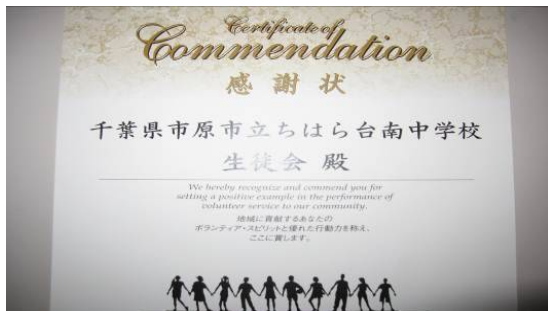 Certificate of
Commendation
感謝状
千葉県市原市立ちはら台南中学校
生徒会 殿
We hereby recognize and commend you for
setting a positive example in the performance of
volunteer service to our community.
地域に貢献するあなたの
ボランティア・スピリットと優れた行動力を称え、
ここに賞します。